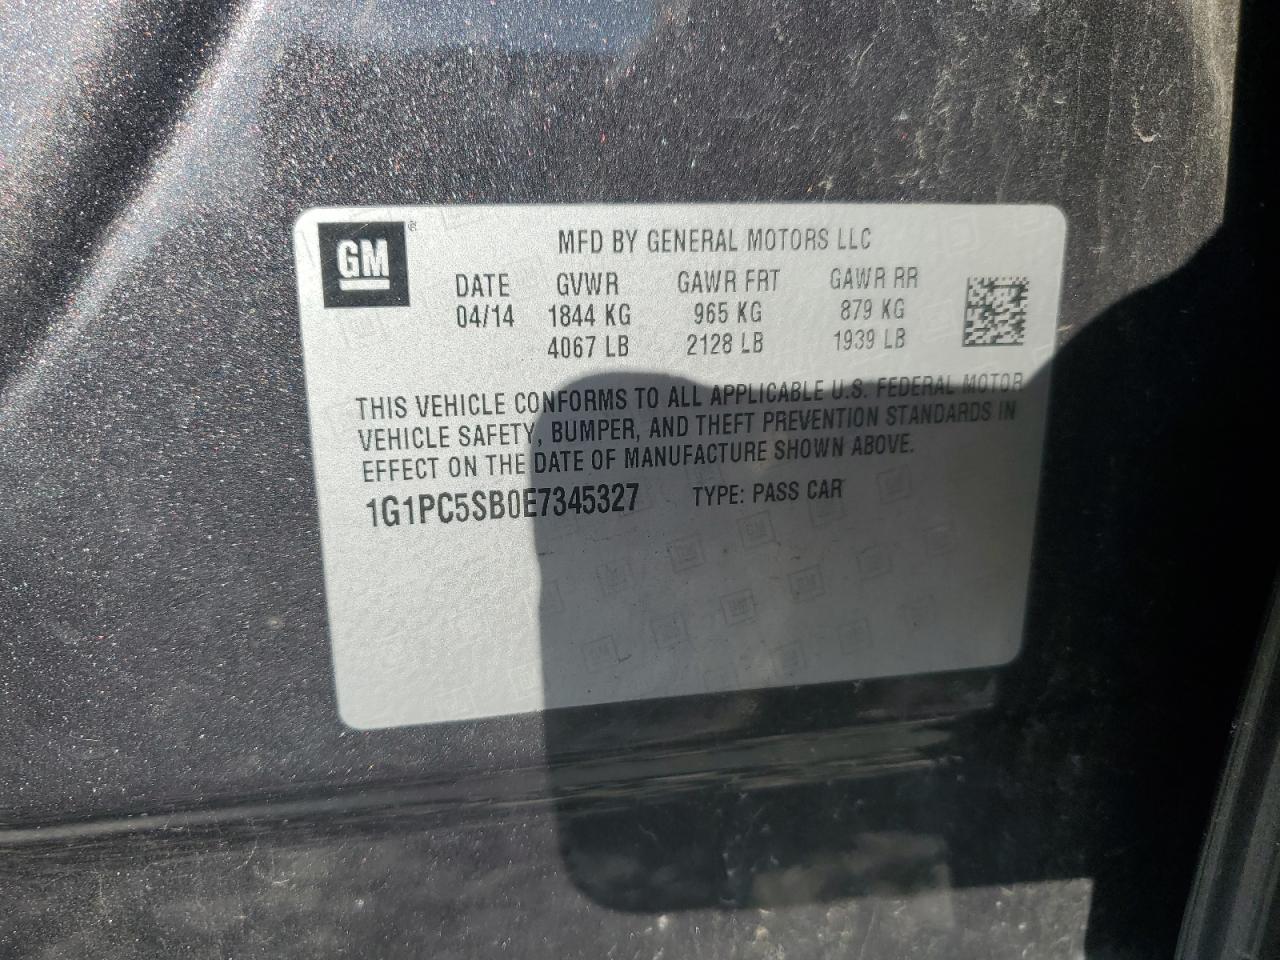 GM ®
MFD BY GENERAL MOTORS LLC
DATE GVWR GAWR FRT GAWR RR
04/14 1844 KG 965 KG 879 KG
4067 LB 2128 LB 1939 LB
THIS VEHICLE CONFORMS TO ALL APPLICABLE U.S. FEDERAL MOTOR
VEHICLE SAFETY, BUMPER, AND THEFT PREVENTION STANDARDS IN
EFFECT ON THE DATE OF MANUFACTURE SHOWN ABOVE.
1G1PC5SB0E7345327 TYPE: PASS CAR